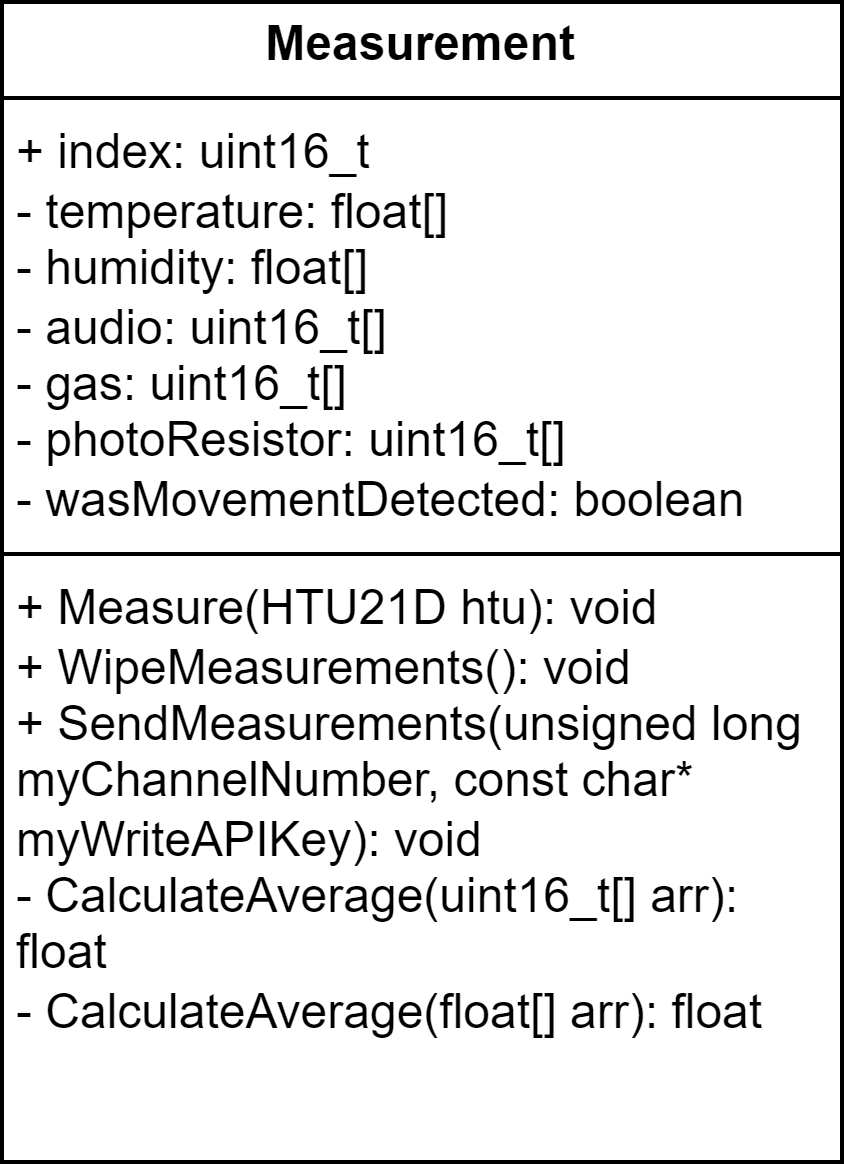 Measurement
+ index: uint16_t
- temperature: float[]
- humidity: float[]
- audio: uint16_t[]
- gas: uint16_t[]
- photoResistor: uint16_t[]
- wasMovementDetected: boolean
+ Measure(HTU21D htu): void
+ WipeMeasurements(): void
+ SendMeasurements(unsigned long
myChannelNumber, const char*
myWriteAPIKey): void
- CalculateAverage(uint16_t[] arr):
float
- CalculateAverage(float[] arr): float